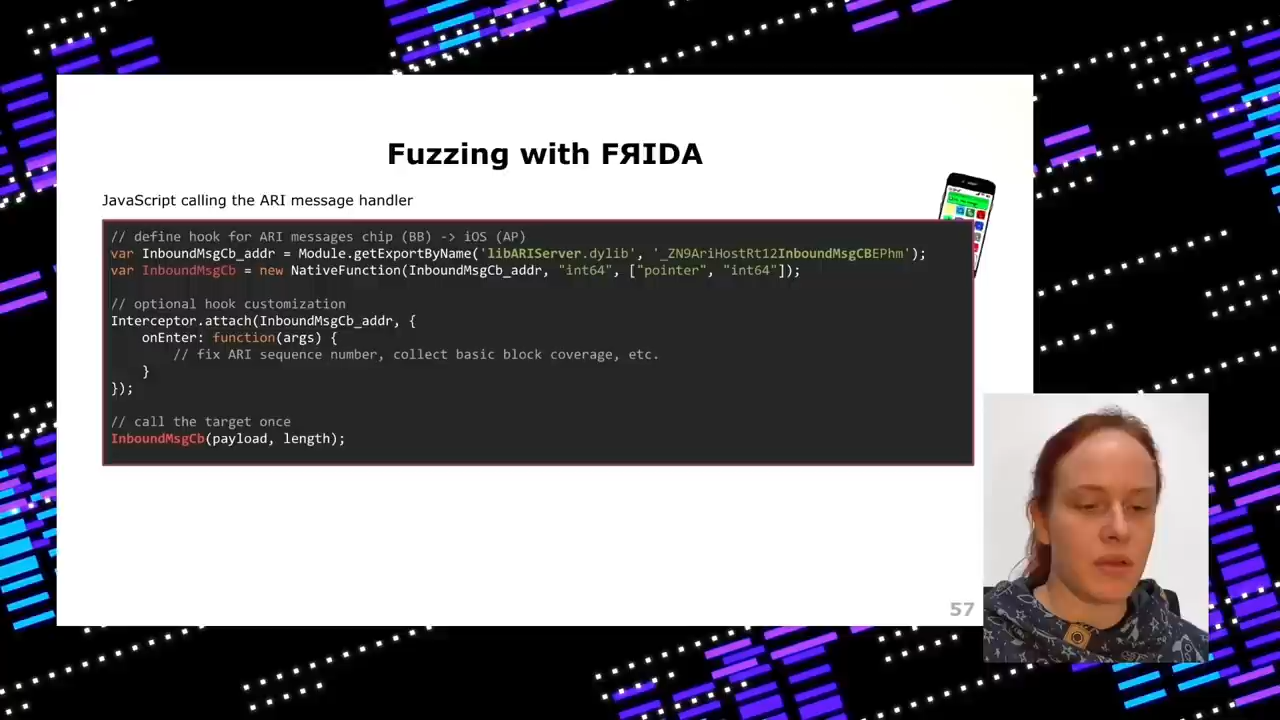 Fuzzing with FЯIDA
JavaScript calling the ARI message handler
// define hook for ARI messages chip (BB) -> iOS (AP)
var InboundMsgCb_addr = Module.getExportByName('libARIServer.dylib', '_ZN9AriHostRt12InboundMsgCBEPhm');
var InboundMsgCb = new NativeFunction(InboundMsgCb_addr, "int64", ["pointer", "int64"]);
// optional hook customization
Interceptor.attach(InboundMsgCb_addr, {
onEnter: function(args) {
// fix ARI sequence number, collect basic block coverage, etc.
}
});
// call the target once
InboundMsgCb(payload, length);
57